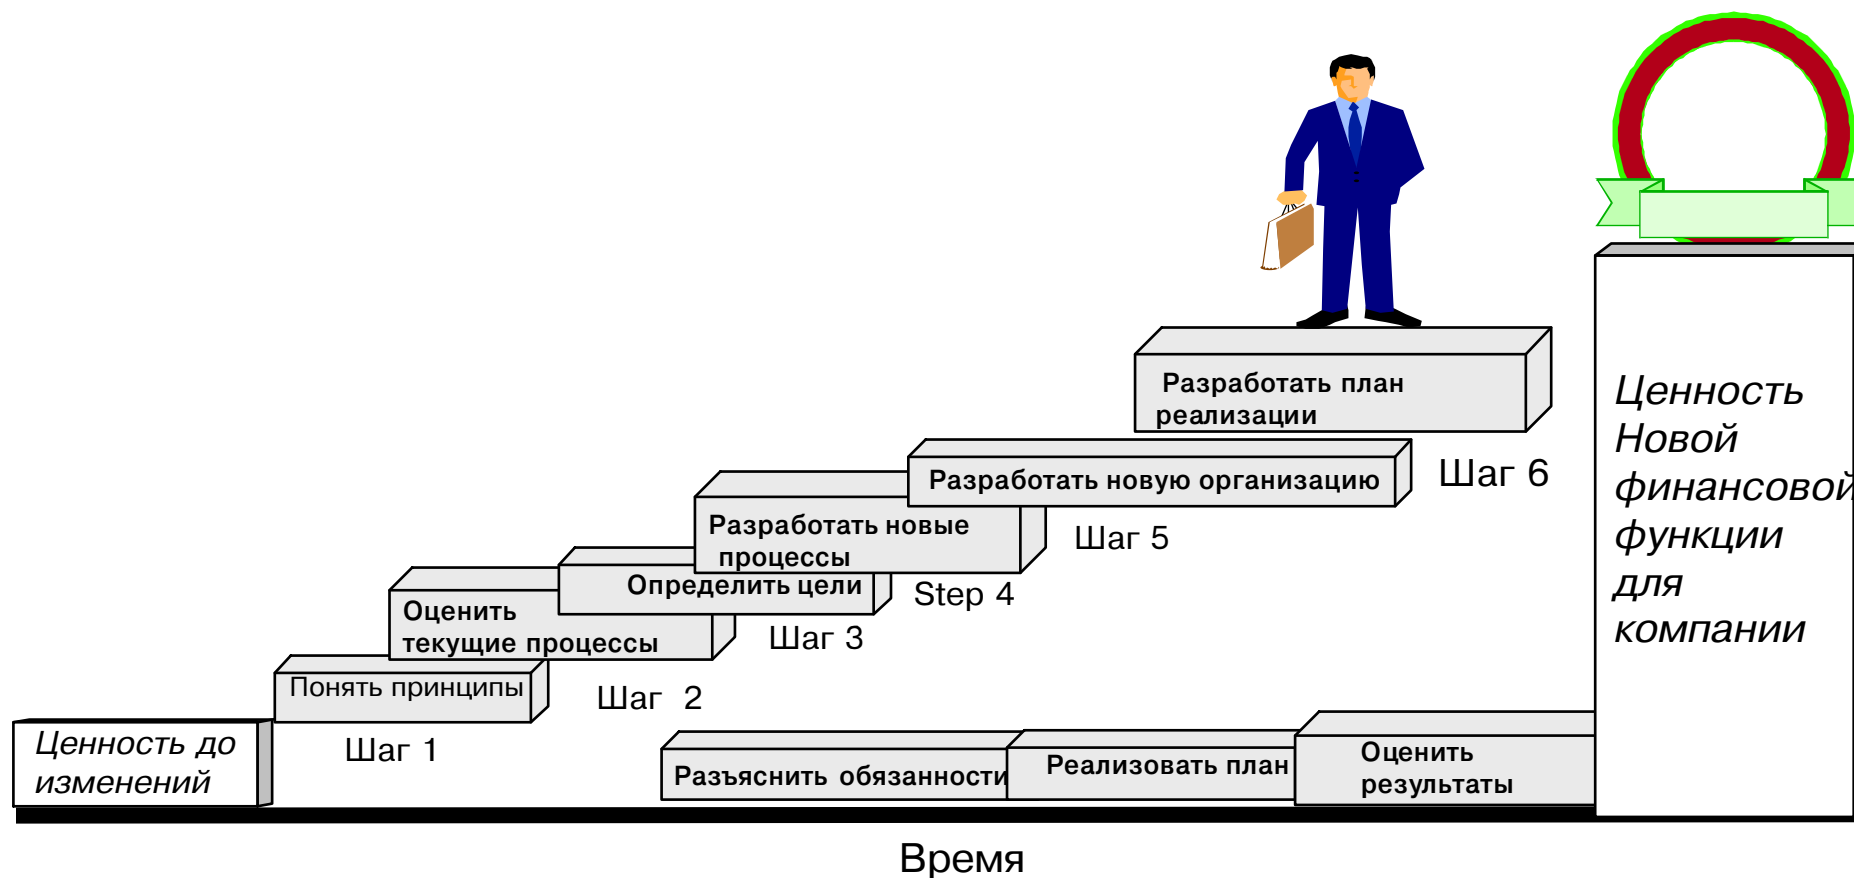 Разработать план
реализации
Шаг 6
Разработать новую организацию
Шаг 5
Разработать новые
процессы
Step 4
Определить цели
Шаг 3
Оценить
текущие процессы
Шаг 2
Понять принципы
Шаг 1
Ценность до
изменений
Разъяснить обязанности
Реализовать план
Оценить
результаты
Ценность
Новой
финансовой
функции
для
компании
Время